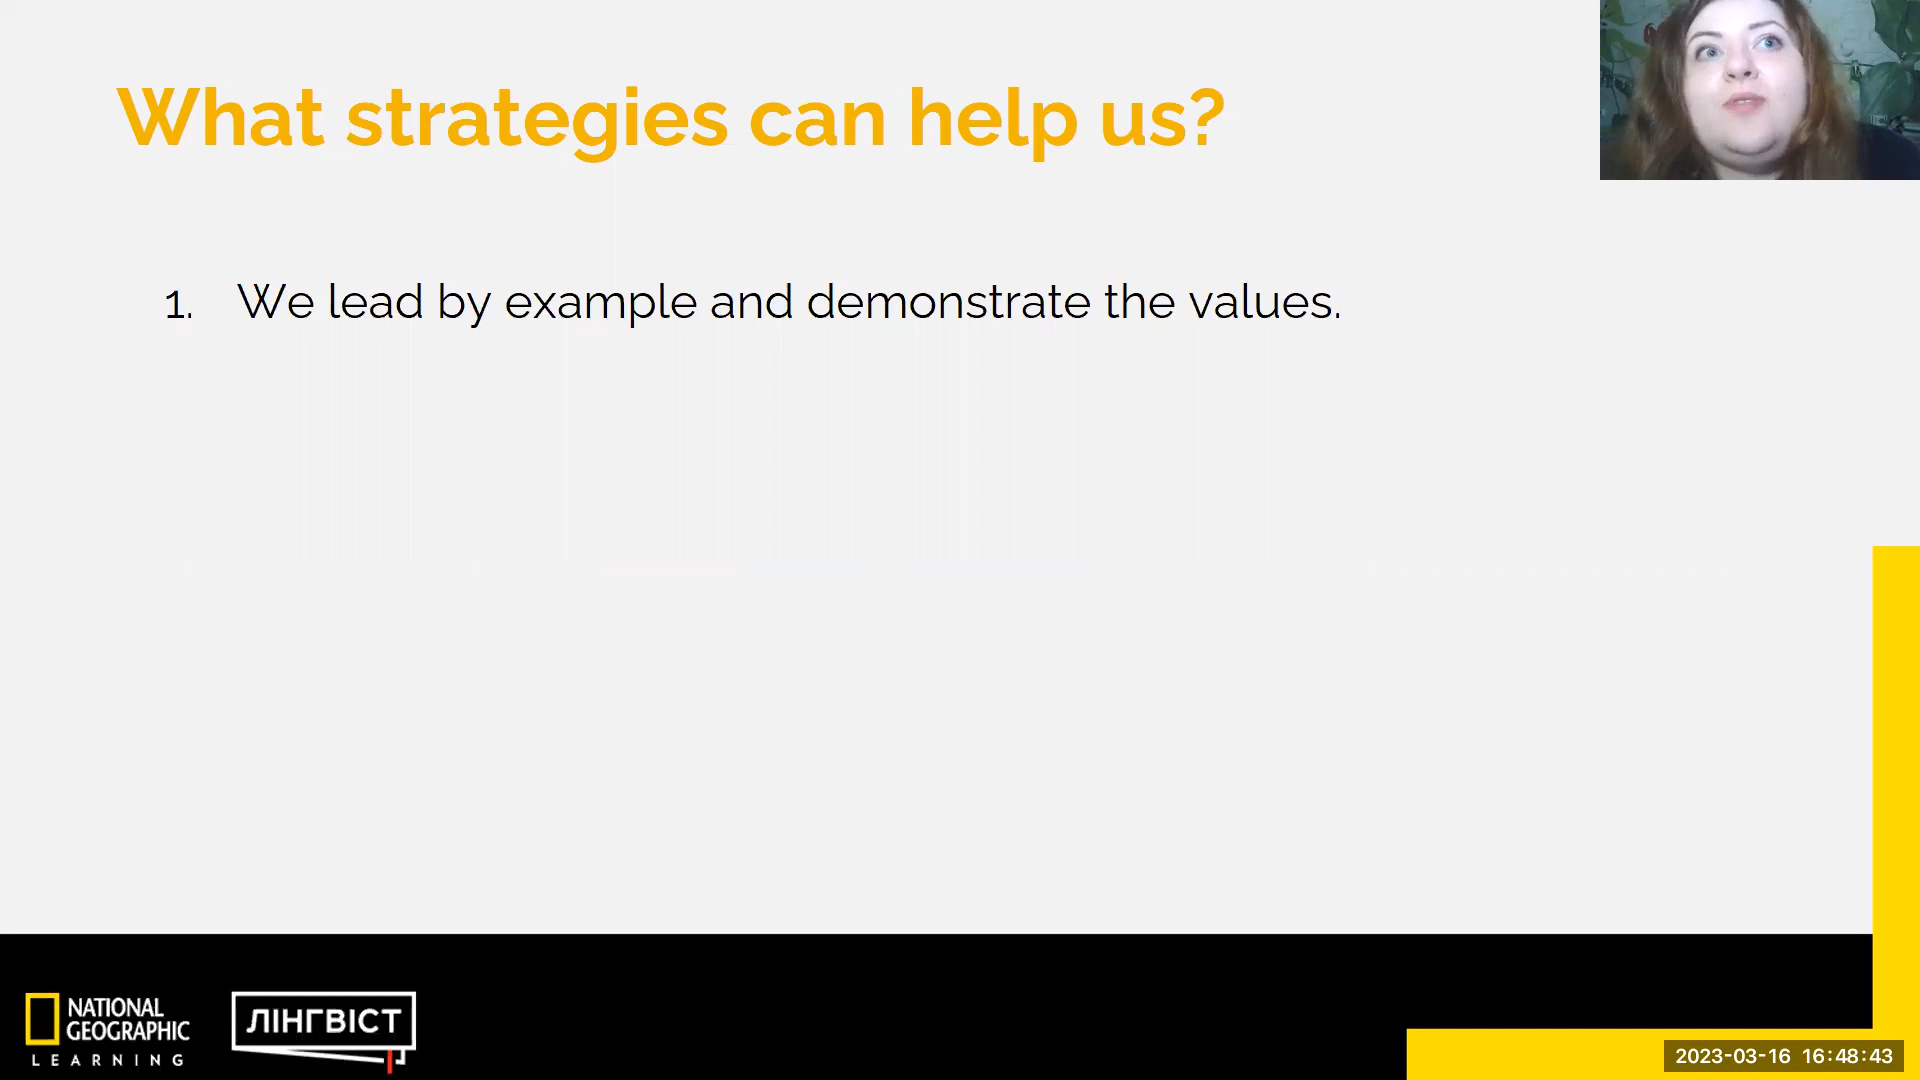 What strategies can help us?
1. We lead by example and demonstrate the values.
NATIONAL
GEOGRAPHIC
LEARNING
ЛІНГВІСТ
2023-03-16 16:48:43